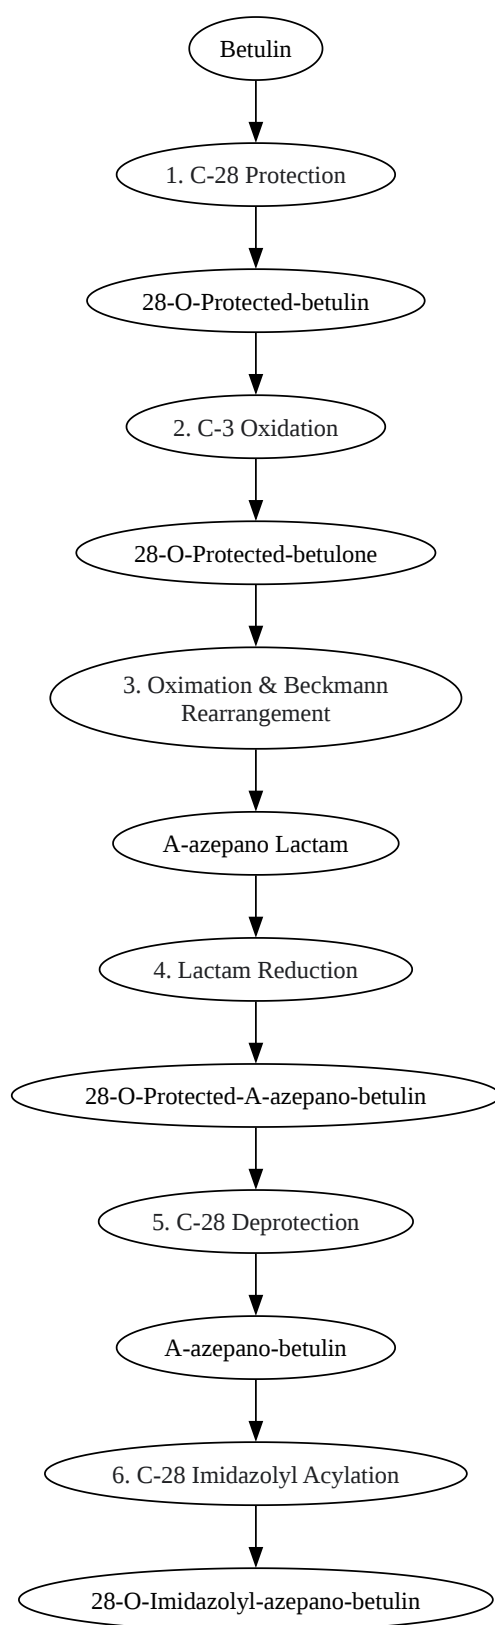 Betulin
1. C-28 Protection
28-O-Protected-betulin
2. C-3 Oxidation
28-O-Protected-betulone
3. Oximation & Beckmann
Rearrangement
A-azepano Lactam
4. Lactam Reduction
28-O-Protected-A-azepano-betulin
5. C-28 Deprotection
A-azepano-betulin
6. C-28 Imidazolyl Acylation
28-O-Imidazolyl-azepano-betulin